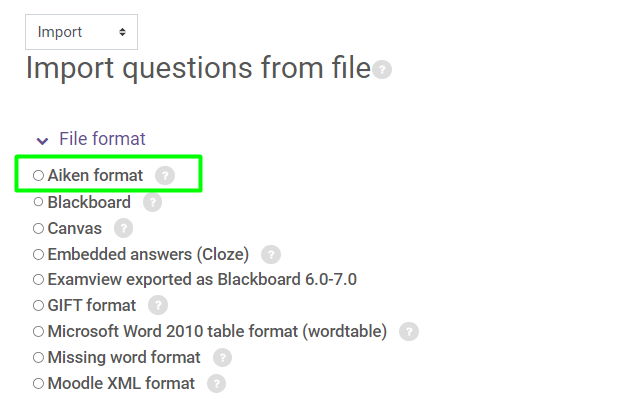 Import
Import questions from file ?
File format
Aiken format ?
Blackboard ?
Canvas ?
Embedded answers (Cloze) ?
Examview exported as Blackboard 6.0-7.0
GIFT format ?
Microsoft Word 2010 table format (wordtable) ?
Missing word format ?
Moodle XML format ?